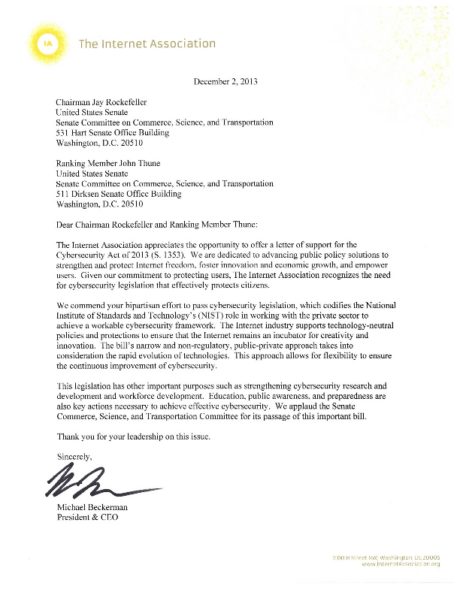 IA
The Internet Association
December 2, 2013
Chairman Jay Rockefeller
United States Senate
Senate Committee on Commerce, Science, and Transportation
531 Hart Senate Office Building
Washington, D.C. 20510
Ranking Member John Thune
United States Senate
Senate Committee on Commerce, Science, and Transportation
511 Dirksen Senate Office Building
Washington, D.C. 20510
Dear Chairman Rockefeller and Ranking Member Thune:
The Internet Association appreciates the opportunity to offer a letter of support for the
Cybersecurity Act of 2013 (S. 1353). We are dedicated to advancing public policy solutions to
strengthen and protect Internet freedom, foster innovation and economic growth, and empower
users. Given our commitment to protecting users, The Internet Association recognizes the need
for cybersecurity legislation that effectively protects citizens.
We commend your bipartisan effort to pass cybersecurity legislation, which codifies the National
Institute of Standards and Technology's (NIST) role in working with the private sector to
achieve a workable cybersecurity framework. The Internet industry supports technology-neutral
policies and protections to ensure that the Internet remains an incubator for creativity and
innovation. The bill's narrow and non-regulatory, public-private approach takes into
consideration the rapid evolution of technologies. This approach allows for flexibility to ensure
the continuous improvement of cybersecurity.
This legislation has other important purposes such as strengthening cybersecurity research and
development and workforce development. Education, public awareness, and preparedness are
also key actions necessary to achieve effective cybersecurity. We applaud the Senate
Commerce, Science, and Transportation Committee for its passage of this important bill.
Thank you for your leadership on this issue.
Sincerely,
Michael Beckerman
President & CEO
Street NW, Washington, DC 20005
www.InternetAssociation.org